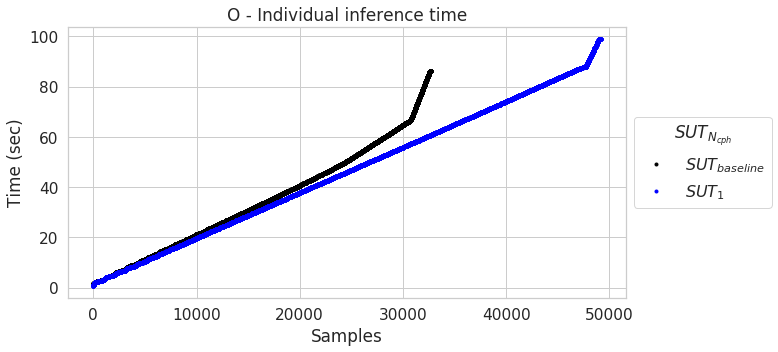 O - Individual inference time
100
80
60
40
20
0
Time (sec)
0 10000 20000 30000 40000 50000
Samples
SUT_{N_{cph}}
SUT_{baseline}
SUT_1